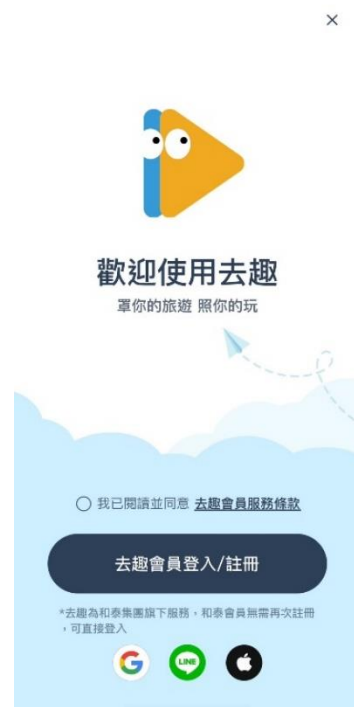 歡迎使用去趣
罩你的旅遊 照你的玩
我已閱讀並同意 去趣會員服務條款
去趣會員登入/註冊
*去趣為和泰集團旗下服務，和泰會員無需再次註冊
，可直接登入
LINE